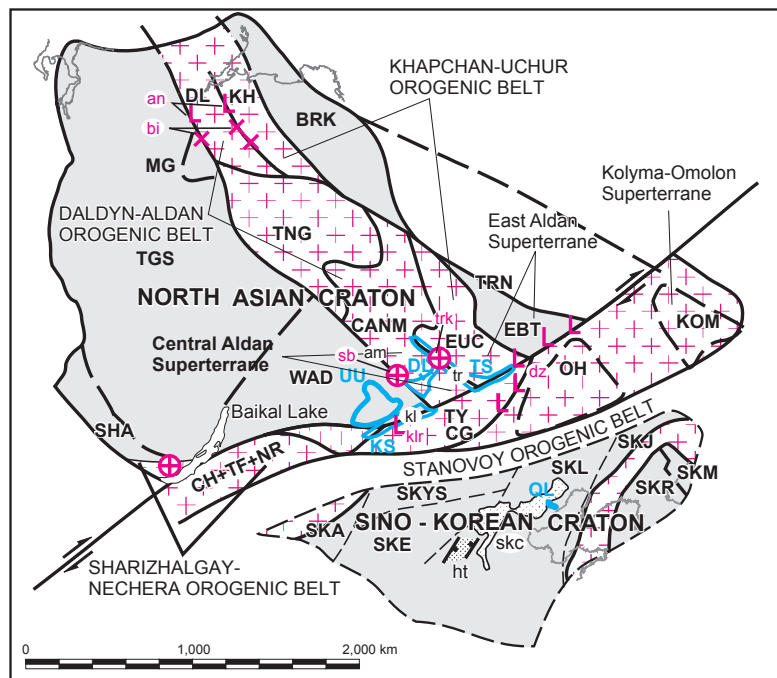 KHAPCHAN-UCHUR
OROGENIC BELT
an
DL
KH
BRK
bi
MG
Kolyma-Omolon
Superterrane
DALDYN-ALDAN
OROGENIC BELT
TGS
TNG
East Aldan
Superterrane
TRN
NORTH ASIAN CRATON
CANM
trk
EUC
EBT
KOM
Central Aldan
Superterrane
sb
am
WAD
UU
DL
tr
TS
dz
OH
Baikal Lake
kl
klr
TY
CG
KS
SHA
CH+TF+NR
STANOVOY OROGENIC BELT
SKJ
SKL
SKM
SKYS
QL
SKR
SKA
SINO - KOREAN CRATON
SKE
skc
ht
SHARIZHALGAY-
NECHERA OROGENIC BELT
0 1,000 2,000 km